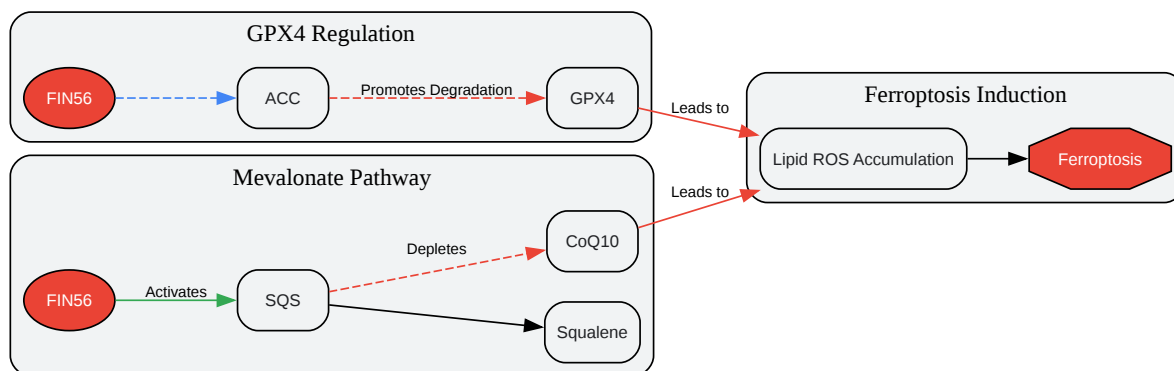 GPX4 Regulation
FIN56
ACC
Promotes Degradation
GPX4
Leads to
Ferroptosis Induction
Lipid ROS Accumulation
Ferroptosis
Mevalonate Pathway
FIN56
Activates
SQS
Depletes
CoQ10
Leads to
Squalene